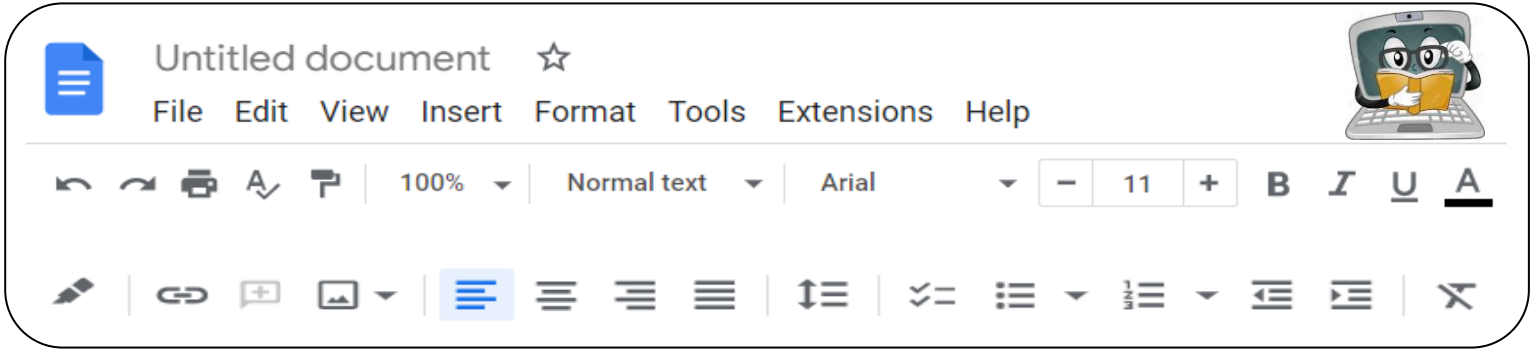 Untitled document
File Edit View Insert Format Tools Extensions Help
100% Normal text Arial − 11 + B I U A